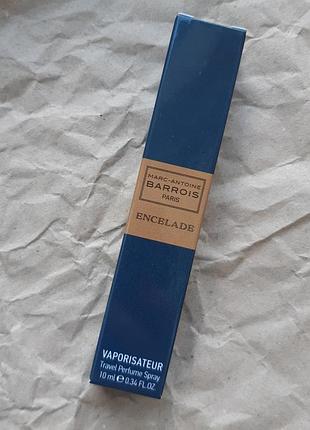 MARC-ANTOINE
BARROIS
PARIS
ENCELADE
VAPORISATEUR
Travel Perfume Spray
10 ml ℮ 0.34 FL.OZ.